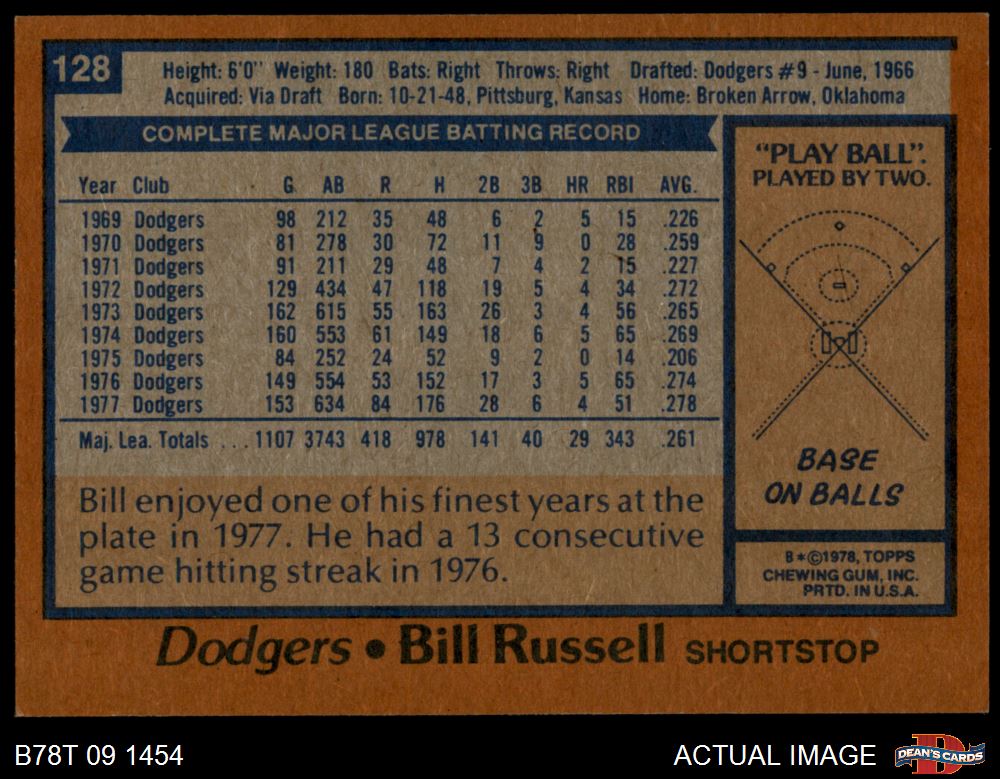 128
Height: 6'0" Weight: 180 Bats: Right Throws: Right Drafted: Dodgers #9 - June, 1966
Acquired: Via Draft Born: 10-21-48, Pittsburg, Kansas Home: Broken Arrow, Oklahoma
COMPLETE MAJOR LEAGUE BATTING RECORD
Year Club G AB R H 2B 3B HR RBI AVG.
1969 Dodgers 98 212 35 48 6 2 5 15 .226
1970 Dodgers 81 278 30 72 11 9 0 28 .259
1971 Dodgers 91 211 29 48 7 4 2 15 .227
1972 Dodgers 129 434 47 118 19 5 4 34 .272
1973 Dodgers 162 615 55 163 26 3 4 56 .265
1974 Dodgers 160 553 61 149 18 6 5 65 .269
1975 Dodgers 84 252 24 52 9 2 0 14 .206
1976 Dodgers 149 554 53 152 17 3 5 65 .274
1977 Dodgers 153 634 84 176 28 6 4 51 .278
Maj. Lea. Totals ... 1107 3743 418 978 141 40 29 343 .261
Bill enjoyed one of his finest years at the
plate in 1977. He had a 13 consecutive
game hitting streak in 1976.
"PLAY BALL".
PLAYED BY TWO.
BASE
ON BALLS
B*©1978, TOPPS
CHEWING GUM, INC.
PRTD. IN U.S.A.
Dodgers • Bill Russell SHORTSTOP
B78T 09 1454
ACTUAL IMAGE
DEAN'S CARDS